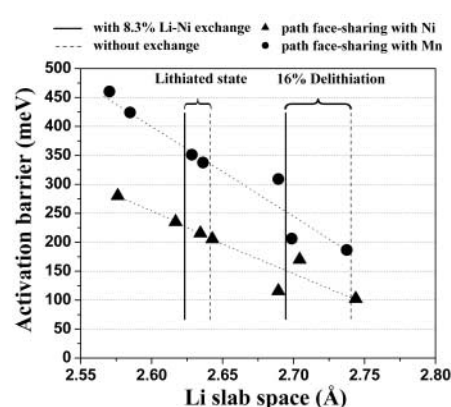 with 8.3% Li-Ni exchange path face-sharing with Ni
without exchange path face-sharing with Mn
Lithiated state 16% Delithiation
Activation barrier (meV)
500
450
400
350
300
250
200
150
100
50
0
2.55 2.60 2.65 2.70 2.75 2.80
Li slab space (Å)